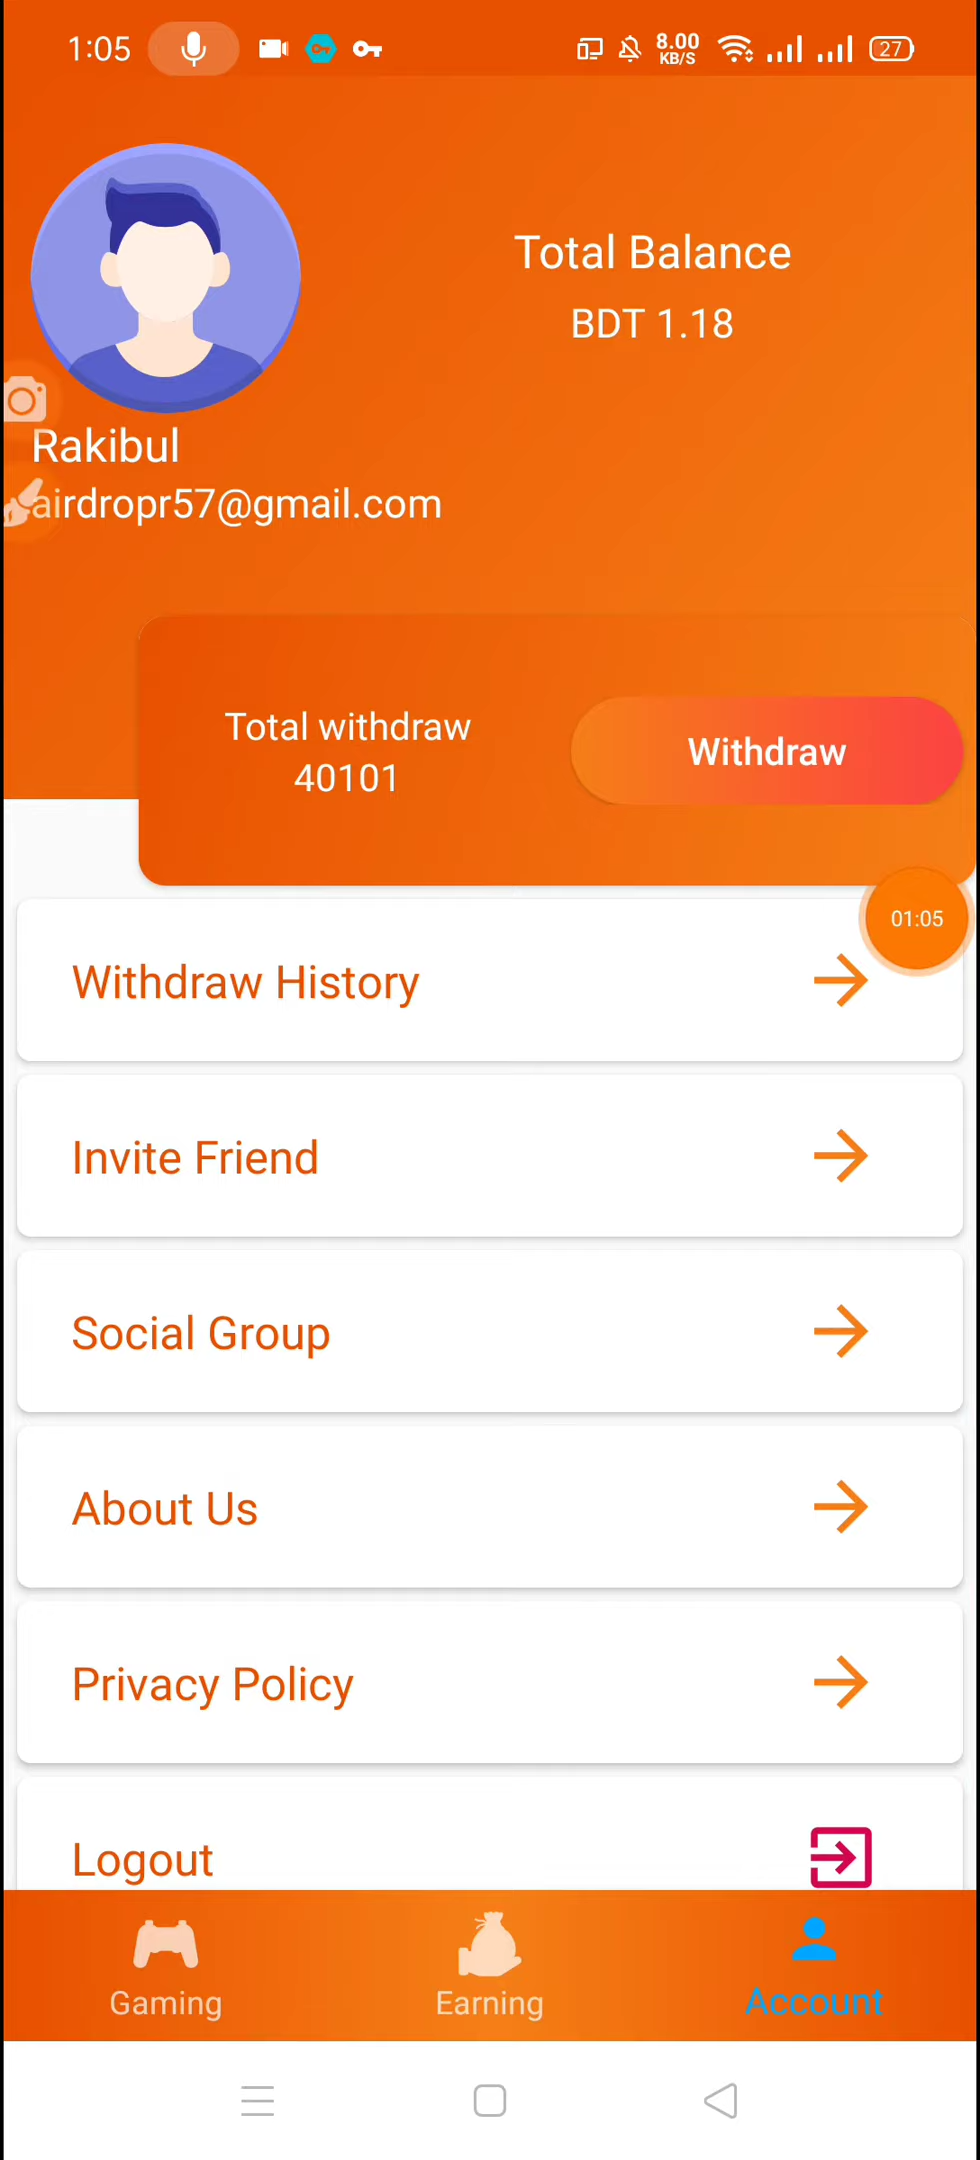 1:05
8.00
KB/S
27
Total Balance
BDT 1.18
Rakibul
airdropr57@gmail.com
Total withdraw
40101
Withdraw
01:05
Withdraw History
Invite Friend
Social Group
About Us
Privacy Policy
Logout
Gaming
Earning
Account